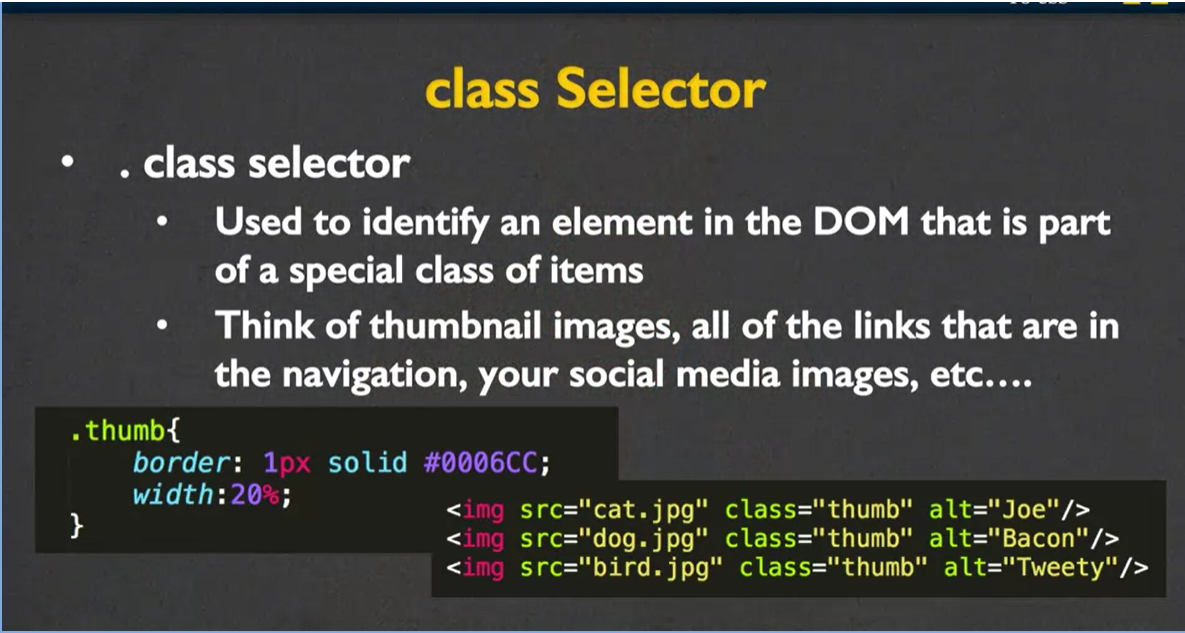 class Selector
• . class selector
• Used to identify an element in the DOM that is part
of a special class of items
• Think of thumbnail images, all of the links that are in
the navigation, your social media images, etc….
.thumb{
border: 1px solid #0006CC;
width:20%;
}
<img src="cat.jpg" class="thumb" alt="Joe"/>
<img src="dog.jpg" class="thumb" alt="Bacon"/>
<img src="bird.jpg" class="thumb" alt="Tweety"/>